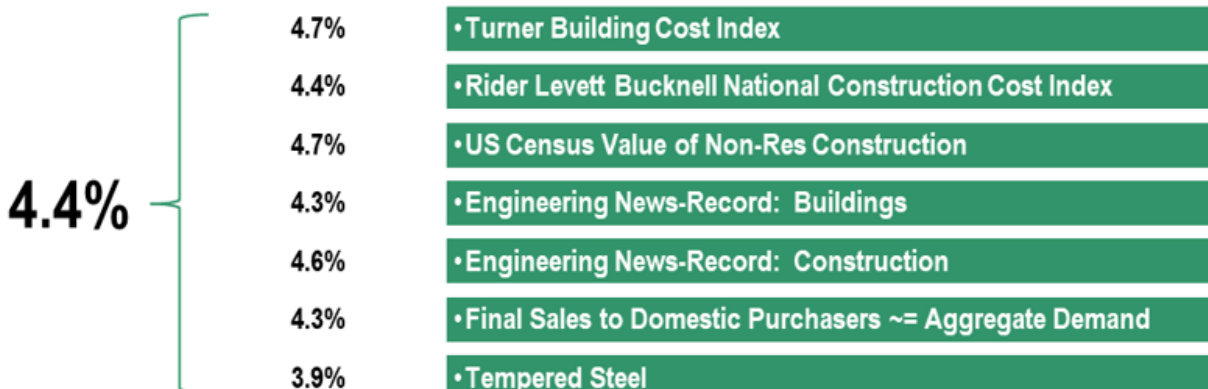 4.7% •Turner Building Cost Index
4.4% •Rider Levett Bucknell National Construction Cost Index
4.7% •US Census Value of Non-Res Construction
4.4%
4.3% •Engineering News-Record: Buildings
4.6% •Engineering News-Record: Construction
4.3% •Final Sales to Domestic Purchasers ~= Aggregate Demand
3.9% •Tempered Steel